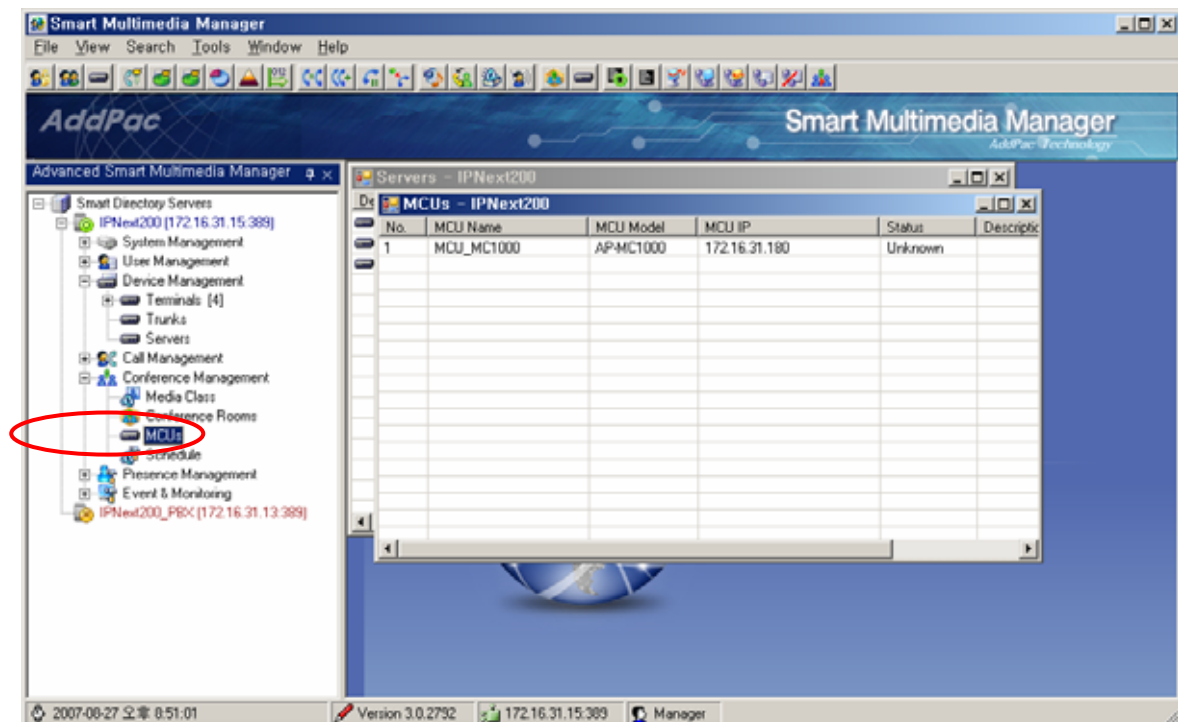 Smart Multimedia Manager
File View Search Tools Window Help
AddPac
Smart Multimedia Manager
AddPac Technology
Advanced Smart Multimedia Manager
Smart Directory Servers
IPNext200 [172.16.31.15:389]
System Management
User Management
Device Management
Terminals [4]
Trunks
Servers
Call Management
Conference Management
Media Class
Conference Rooms
MCUs
Schedule
Presence Management
Event & Monitoring
IPNext200_PBX [172.16.31.13:389]
Servers - IPNext200
De
MCUs - IPNext200
No. MCU Name MCU Model MCU IP Status Descriptic
1 MCU_MC1000 AP-MC1000 172.16.31.180 Unknown
2007-08-27 오후 8:51:01 Version 3.0.2792 172.16.31.15:389 Manager